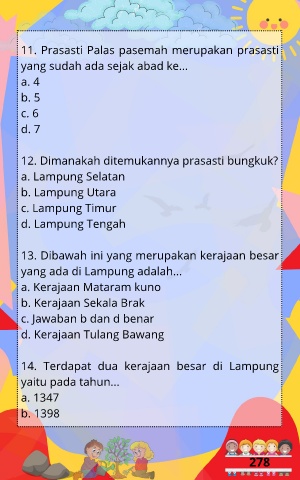 11. Prasasti Palas pasemah merupakan prasasti
yang sudah ada sejak abad ke...
a. 4
b. 5
c. 6
d. 7
12. Dimanakah ditemukannya prasasti bungkuk?
a. Lampung Selatan
b. Lampung Utara
c. Lampung Timur
d. Lampung Tengah
13. Dibawah ini yang merupakan kerajaan besar
yang ada di Lampung adalah...
a. Kerajaan Mataram kuno
b. Kerajaan Sekala Brak
c. Jawaban b dan d benar
d. Kerajaan Tulang Bawang
14. Terdapat dua kerajaan besar di Lampung
yaitu pada tahun...
a. 1347
b. 1398
278